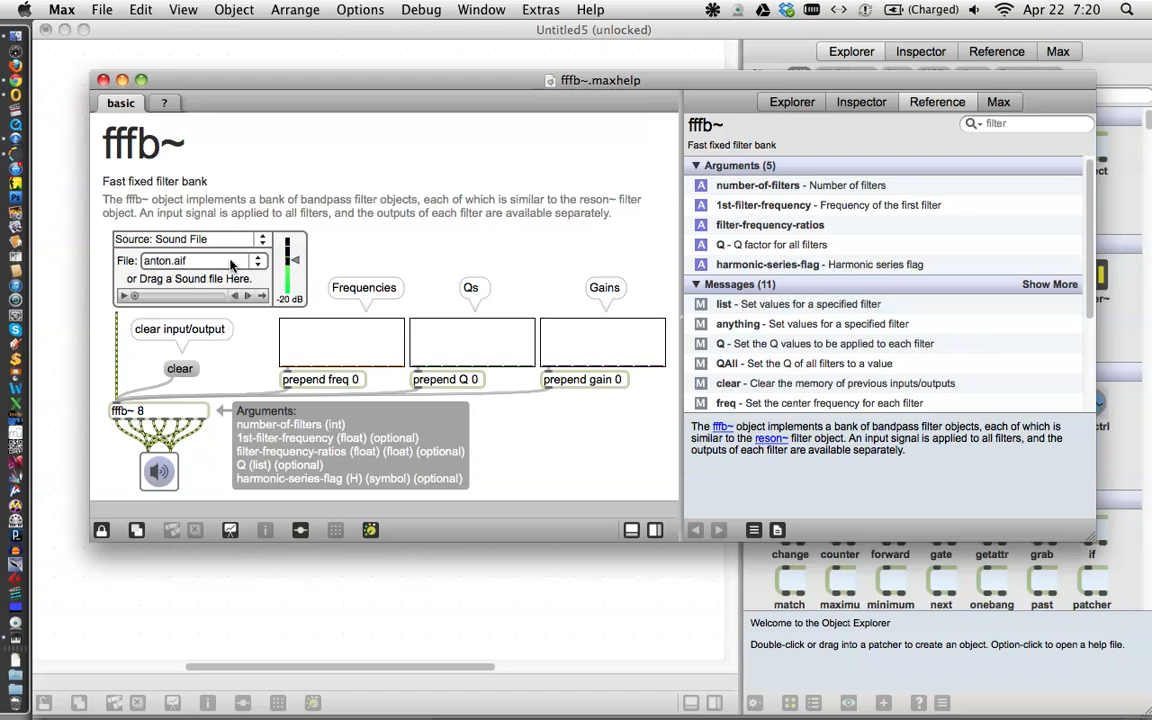 Max File Edit View Object Arrange Options Debug Window Extras Help
(Charged) Apr 22 7:20
Untitled5 (unlocked)
Explorer Inspector Reference Max
fffb~.maxhelp
basic ?
Explorer Inspector Reference Max
fffb~
Fast fixed filter bank
The fffb~ object implements a bank of bandpass filter objects, each of which is similar to the reson~ filter
object. An input signal is applied to all filters, and the outputs of each filter are available separately.
Source: Sound File
File: anton.aif
or Drag a Sound file Here.
-20 dB
Frequencies
Qs
Gains
clear input/output
clear
prepend freq 0
prepend Q 0
prepend gain 0
fffb~ 8
Arguments:
number-of-filters (int)
1st-filter-frequency (float) (optional)
filter-frequency-ratios (float) (float) (optional)
Q (list) (optional)
harmonic-series-flag (H) (symbol) (optional)
fffb~
filter
Fast fixed filter bank
Arguments (5)
A number-of-filters - Number of filters
A 1st-filter-frequency - Frequency of the first filter
A filter-frequency-ratios
A Q - Q factor for all filters
A harmonic-series-flag - Harmonic series flag
Messages (11) Show More
M list - Set values for a specified filter
M anything - Set values for a specified filter
M Q - Set the Q values to be applied to each filter
M QAll - Set the Q of all filters to a value
M clear - Clear the memory of previous inputs/outputs
M freq - Set the center frequency for each filter
The fffb~ object implements a bank of bandpass filter objects, each of which is
similar to the reson~ filter object. An input signal is applied to all filters, and the
outputs of each filter are available separately.
ect
er~
ctrl
change counter forward gate getattr grab if
match maximu minimum next onebang past patcher
Welcome to the Object Explorer
Double-click or drag into a patcher to create an object. Option-click to open a help file.